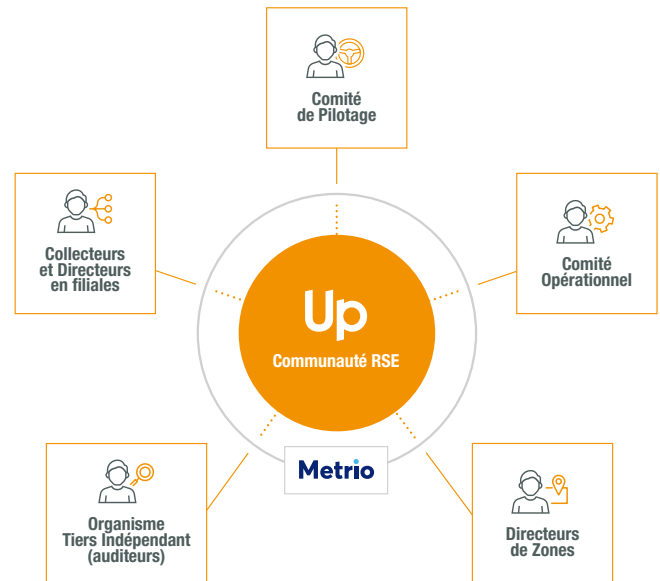 Comité
de Pilotage
Collecteurs
et Directeurs
en filiales
Comité
Opérationnel
Up
Communauté RSE
Metrio
Organisme
Tiers Indépendant
(auditeurs)
Directeurs
de Zones